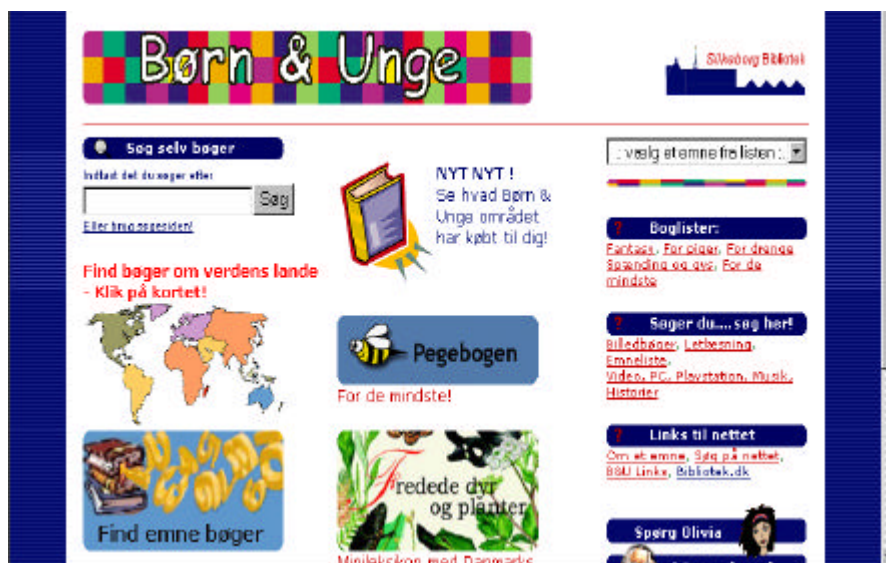 Børn & Unge
Silkeborg Bibliotek
Søg selv bøger
Indtast det du søger efter
Søg
Eller brug søgesiden!
Find bøger om verdens lande
- Klik på kortet!
Find emne bøger
NYT NYT !
Se hvad Børn &
Unge området
har købt til dig!
Pegebogen
For de mindste!
Fredede dyr
og planter
Minileksikon med Danmarks
.: vælg et emne fra listen :.
Boglister:
Fantasy, For piger, For drenge
Spænding og gys, For de
mindste
Søger du....søg her!
Billedbøger, Letlæsning,
Emneliste,
Video, PC, Playstation, Musik,
Historier
Links til nettet
Om et emne, Søg på nettet,
B&U Links, Bibliotek.dk
Spørg Olivia